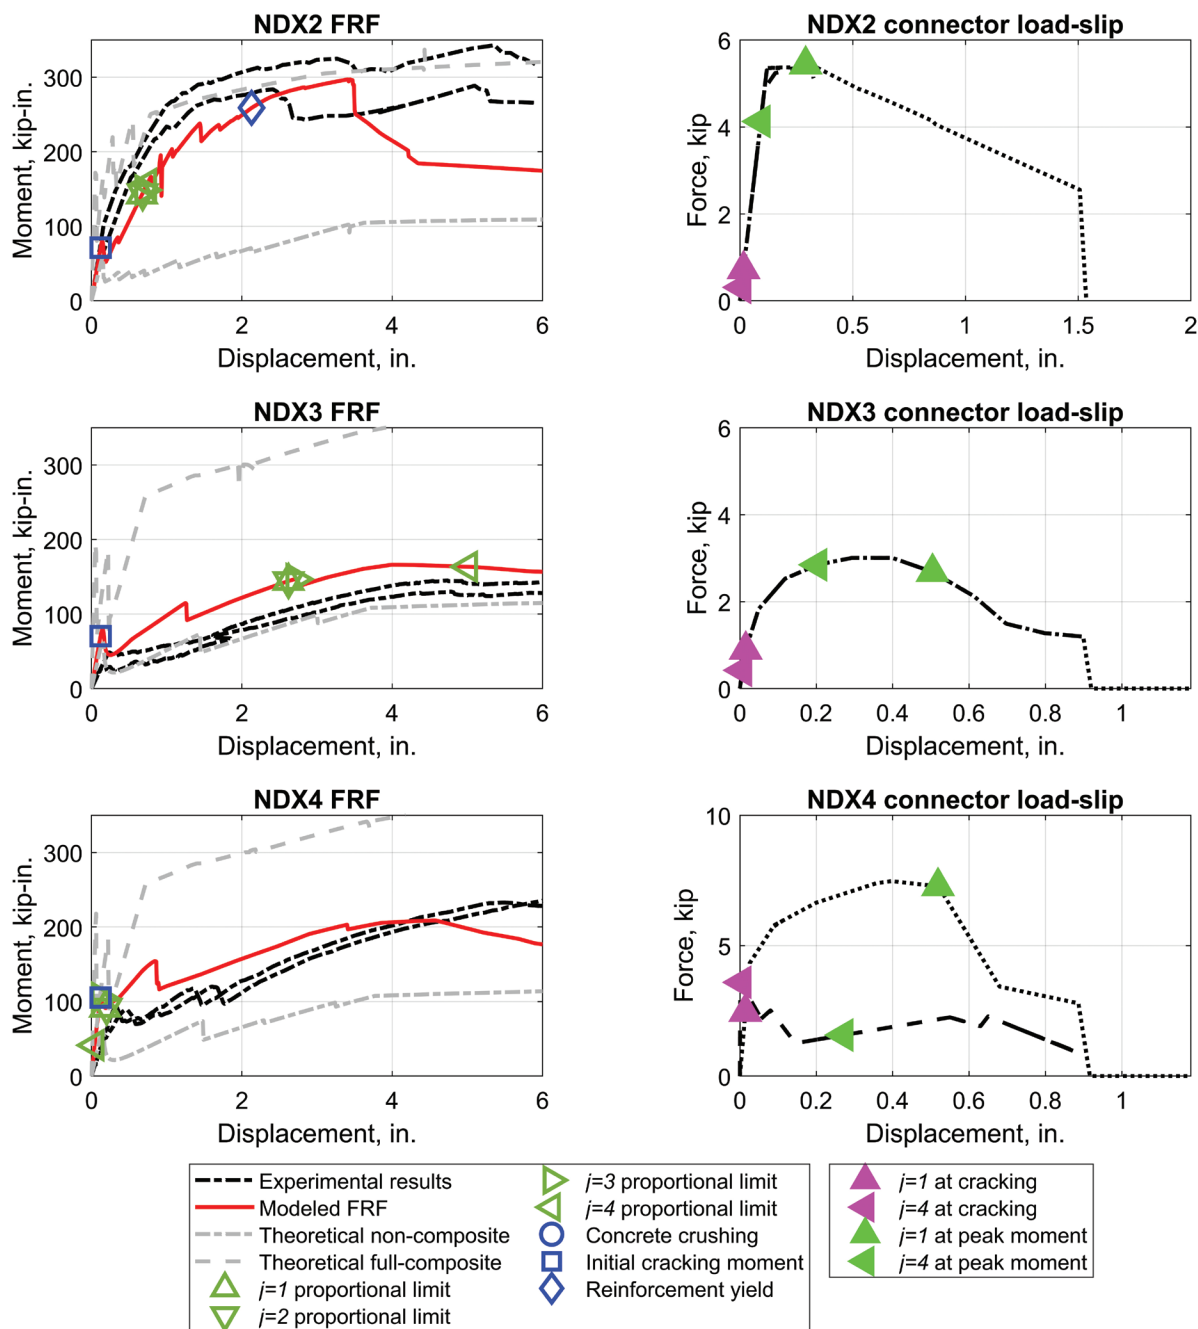 NDX2 FRF
Moment, kip-in.
300
200
100
0
0 2 4 6
Displacement, in.
NDX2 connector load-slip
Force, kip
6
4
2
0
0 0.5 1 1.5 2
Displacement, in.
NDX3 FRF
Moment, kip-in.
300
200
100
0
0 2 4 6
Displacement, in.
NDX3 connector load-slip
Force, kip
6
4
2
0
0 0.2 0.4 0.6 0.8 1
Displacement, in.
NDX4 FRF
Moment, kip-in.
300
200
100
0
0 2 4 6
Displacement, in.
NDX4 connector load-slip
Force, kip
10
5
0
0 0.2 0.4 0.6 0.8 1
Displacement, in.
Experimental results
Modeled FRF
Theoretical non-composite
Theoretical full-composite
j=1 proportional limit
j=2 proportional limit
j=3 proportional limit
j=4 proportional limit
Concrete crushing
Initial cracking moment
Reinforcement yield
j=1 at cracking
j=4 at cracking
j=1 at peak moment
j=4 at peak moment